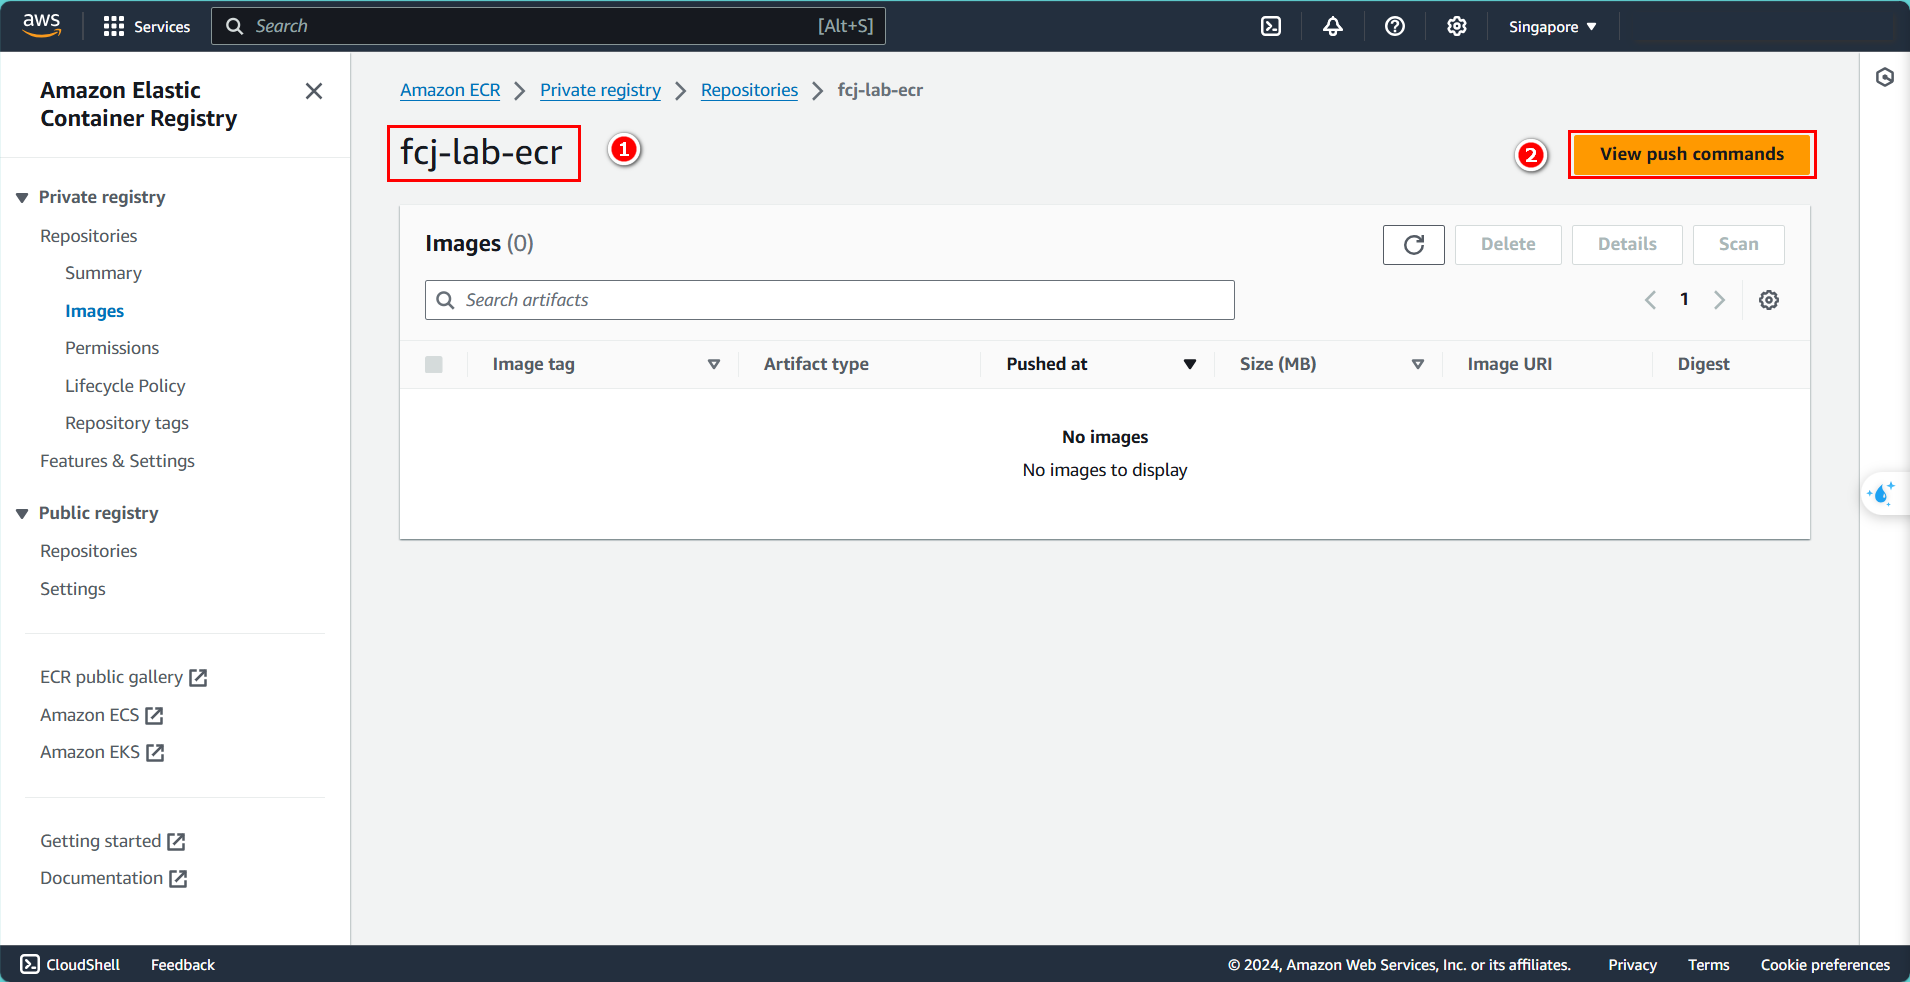 aws
Services
Search
[Alt+S]
Singapore
Amazon Elastic
Container Registry
Private registry
Repositories
Summary
Images
Permissions
Lifecycle Policy
Repository tags
Features & Settings
Public registry
Repositories
Settings
ECR public gallery
Amazon ECS
Amazon EKS
Getting started
Documentation
Amazon ECR
Private registry
Repositories
fcj-lab-ecr
fcj-lab-ecr
1
2
View push commands
Images (0)
Delete
Details
Scan
Search artifacts
1
Image tag
Artifact type
Pushed at
Size (MB)
Image URI
Digest
No images
No images to display
CloudShell
Feedback
© 2024, Amazon Web Services, Inc. or its affiliates.
Privacy
Terms
Cookie preferences